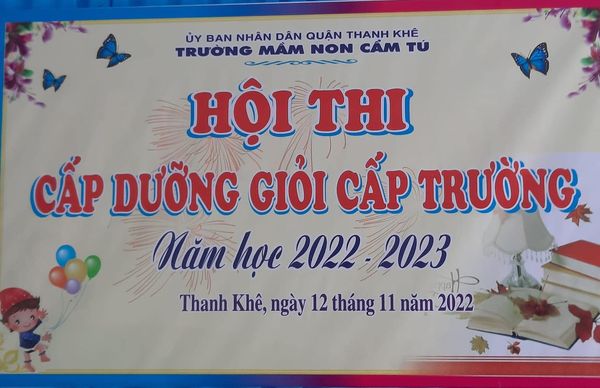 ỦY BAN NHÂN DÂN QUẬN THANH KHÊ
TRƯỜNG MẦM NON CẨM TÚ
HỘI THI
CẤP DƯỠNG GIỎI CẤP TRƯỜNG
Năm học 2022 - 2023
Thanh Khê, ngày 12 tháng 11 năm 2022